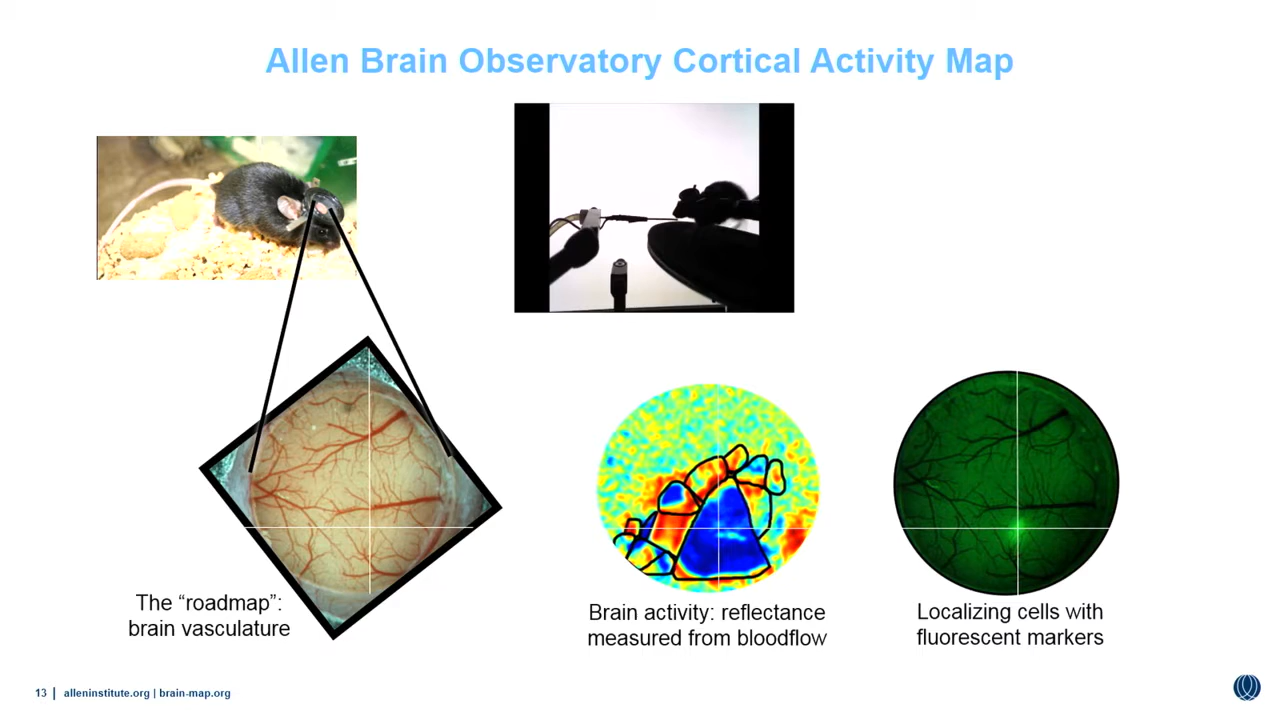 Allen Brain Observatory Cortical Activity Map
The “roadmap”:
brain vasculature
Brain activity: reflectance
measured from bloodflow
Localizing cells with
fluorescent markers
13 | alleninstitute.org | brain-map.org